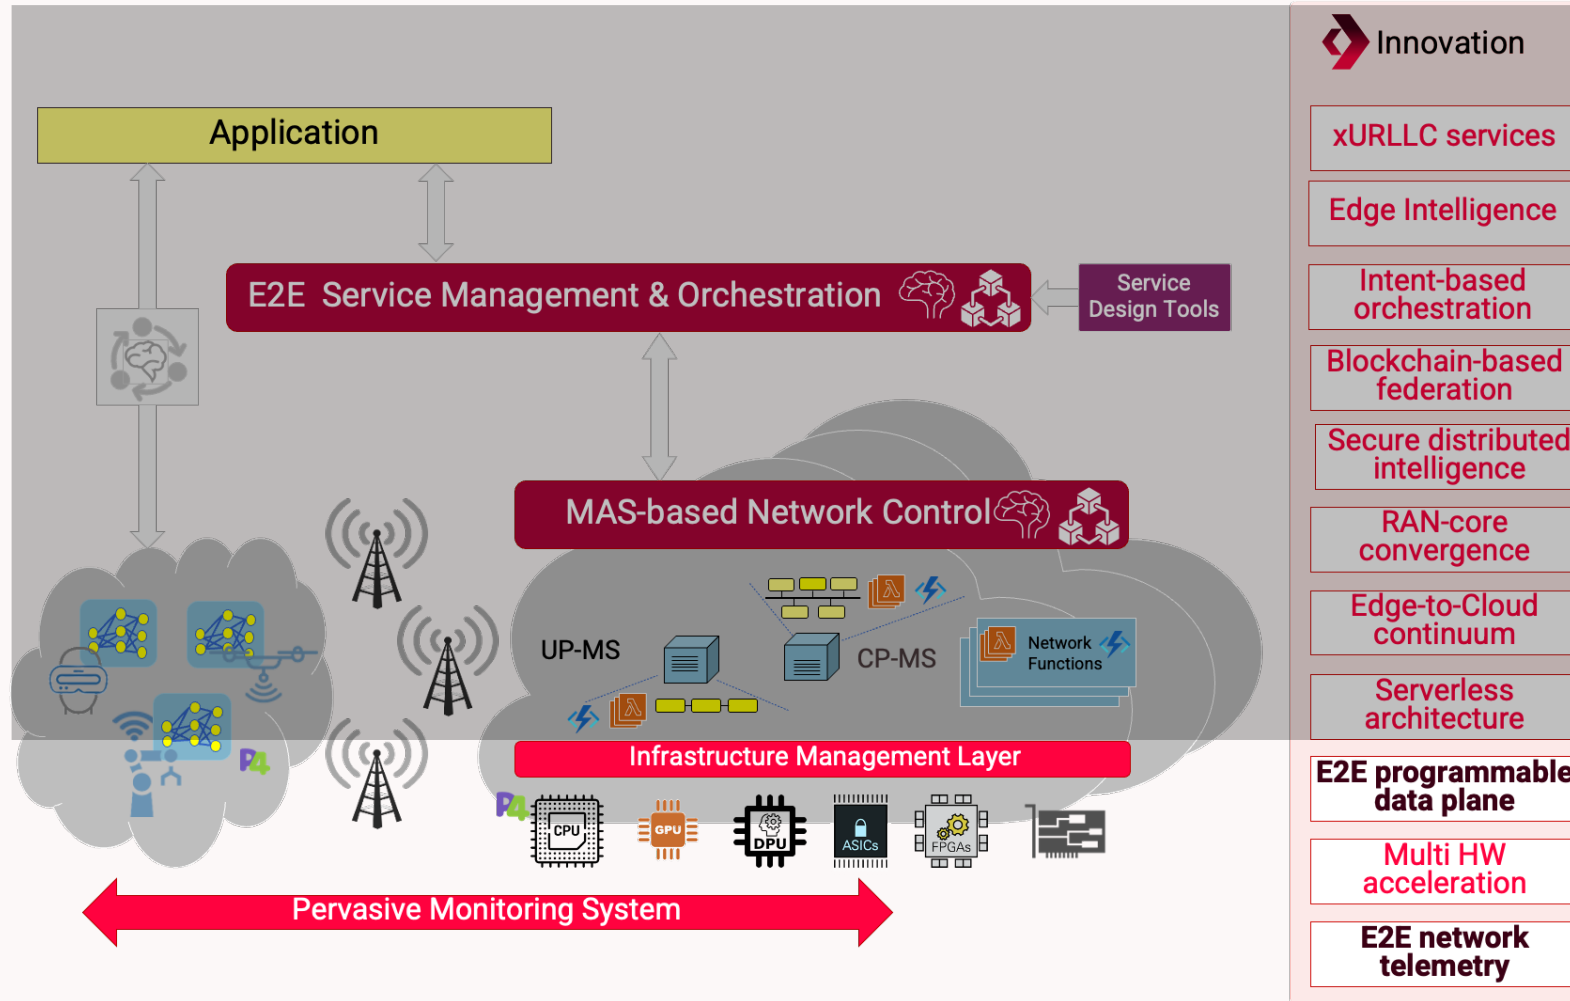 Innovation
Application
xURLLC services
Edge Intelligence
E2E Service Management & Orchestration
Service
Design Tools
Intent-based
orchestration
Blockchain-based
federation
Secure distributed
intelligence
MAS-based Network Control
RAN-core
convergence
Edge-to-Cloud
continuum
UP-MS
CP-MS
λ
λ
Network
Functions
λ
Serverless
architecture
P4
Infrastructure Management Layer
E2E programmable
data plane
P4
CPU
GPU
DPU
ASICs
FPGAs
Multi HW
acceleration
Pervasive Monitoring System
E2E network
telemetry